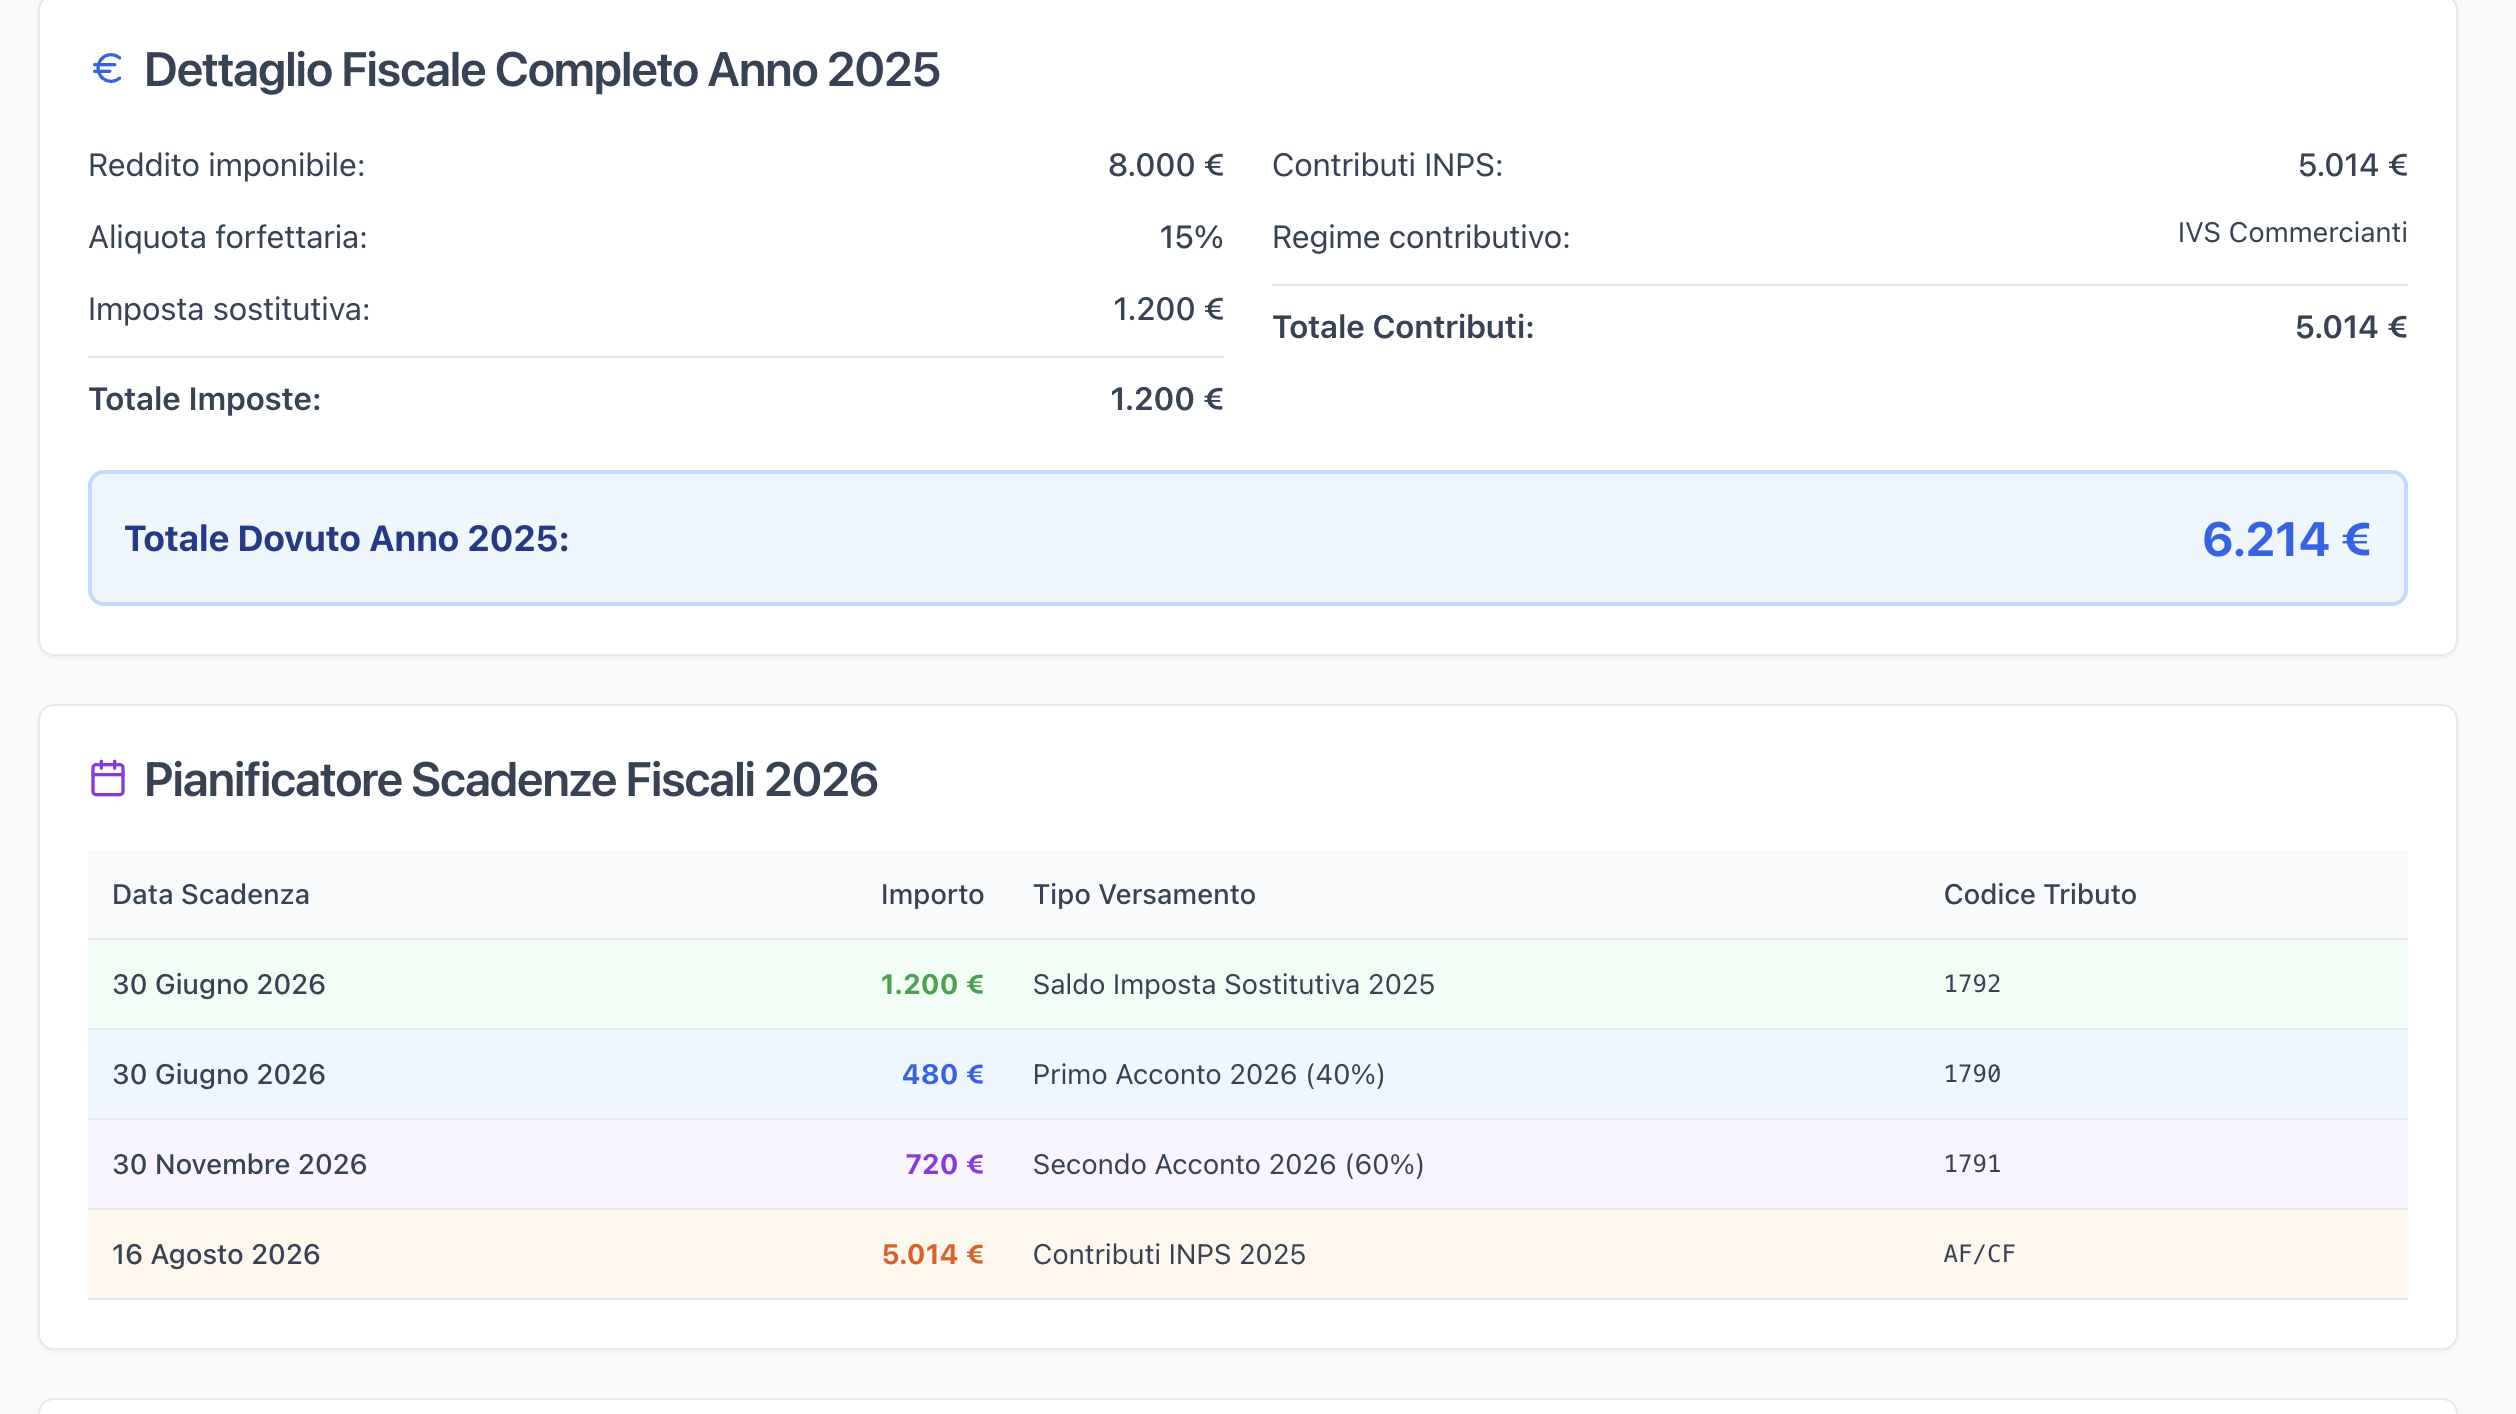 € Dettaglio Fiscale Completo Anno 2025
Reddito imponibile: 8.000 €
Aliquota forfettaria: 15%
Imposta sostitutiva: 1.200 €
Totale Imposte: 1.200 €
Contributi INPS: 5.014 €
Regime contributivo: IVS Commercianti
Totale Contributi: 5.014 €
Totale Dovuto Anno 2025: 6.214 €
Pianificatore Scadenze Fiscali 2026
Data Scadenza Importo Tipo Versamento Codice Tributo
30 Giugno 2026 1.200 € Saldo Imposta Sostitutiva 2025 1792
30 Giugno 2026 480 € Primo Acconto 2026 (40%) 1790
30 Novembre 2026 720 € Secondo Acconto 2026 (60%) 1791
16 Agosto 2026 5.014 € Contributi INPS 2025 AF/CF